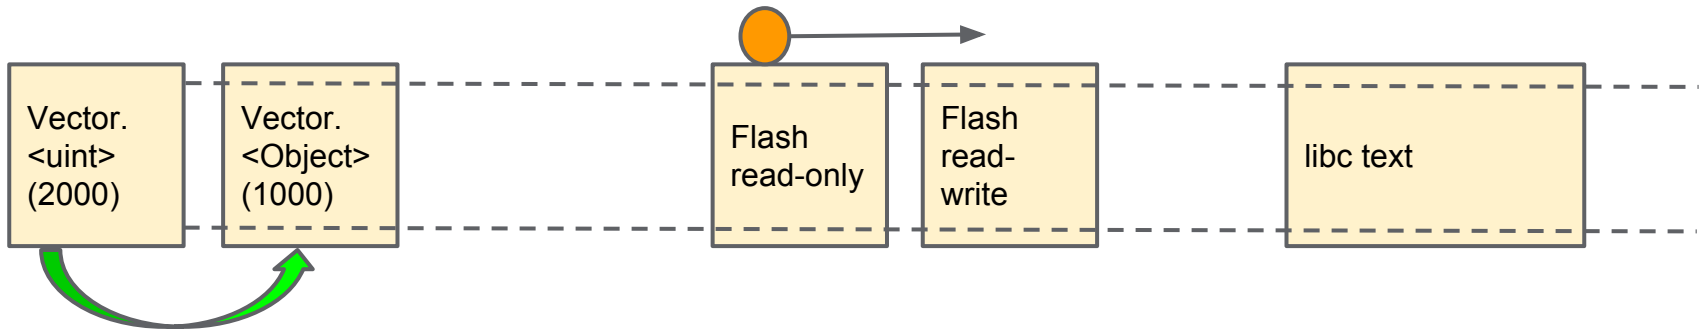 Vector.
<uint>
(2000)
Vector.
<Object>
(1000)
Flash
read-only
Flash
read-
write
libc text